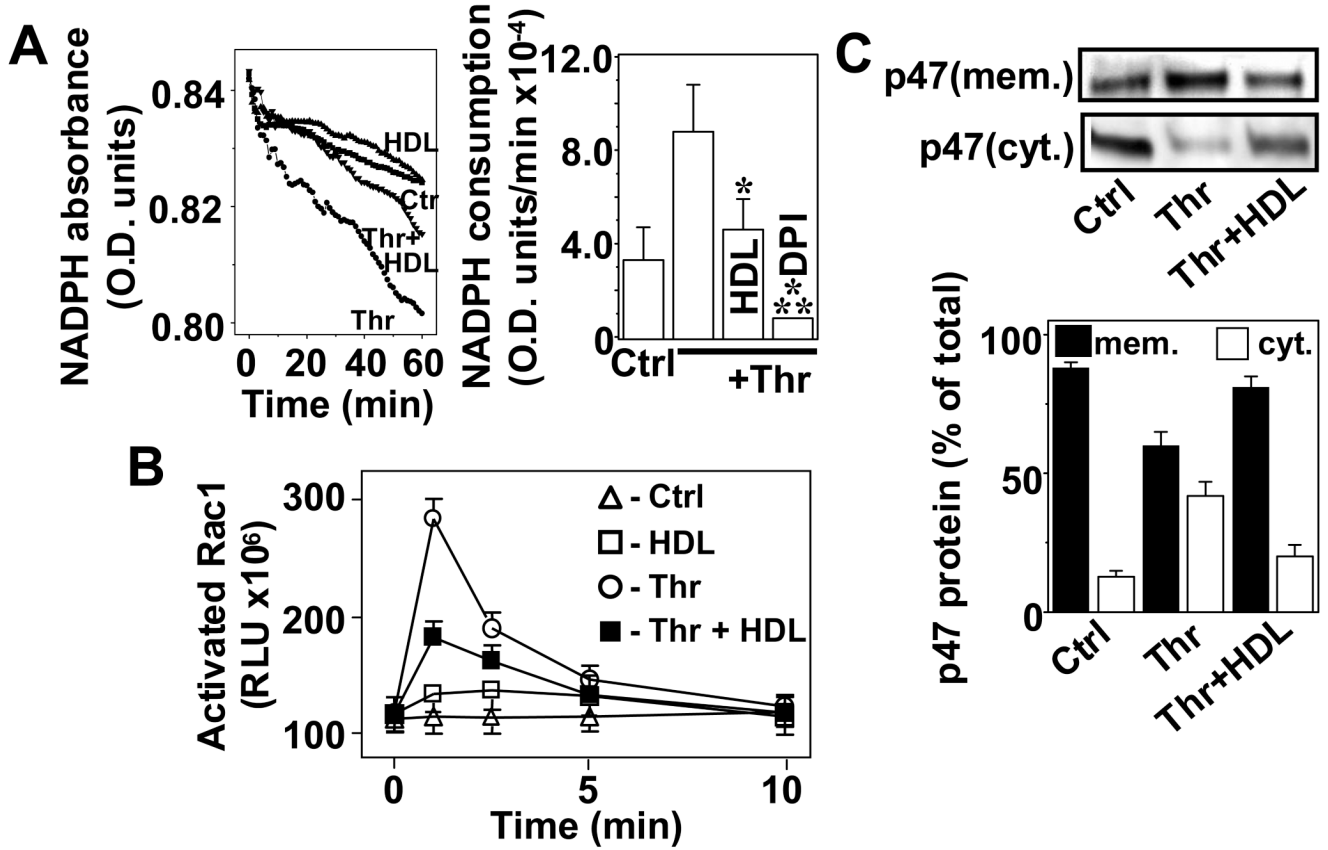 A
NADPH absorbance
(O.D. units)
0.84
0.82
0.80
HDL
Ctr
Thr+
HDL
Thr
0 20 40 60
Time (min)
NADPH consumption
(O.D. units/min x10-4)
12.0
8.0
4.0
0
*
HDL
DPI
*
**
Ctrl
+Thr
B
Activated Rac1
(RLU x10⁶)
300
200
100
△ - Ctrl
□ - HDL
○ - Thr
■ - Thr + HDL
0 5 10
Time (min)
C
p47(mem.)
p47(cyt.)
Ctrl Thr Thr+HDL
p47 protein (% of total)
100
50
0
mem. cyt.
Ctrl Thr Thr+HDL